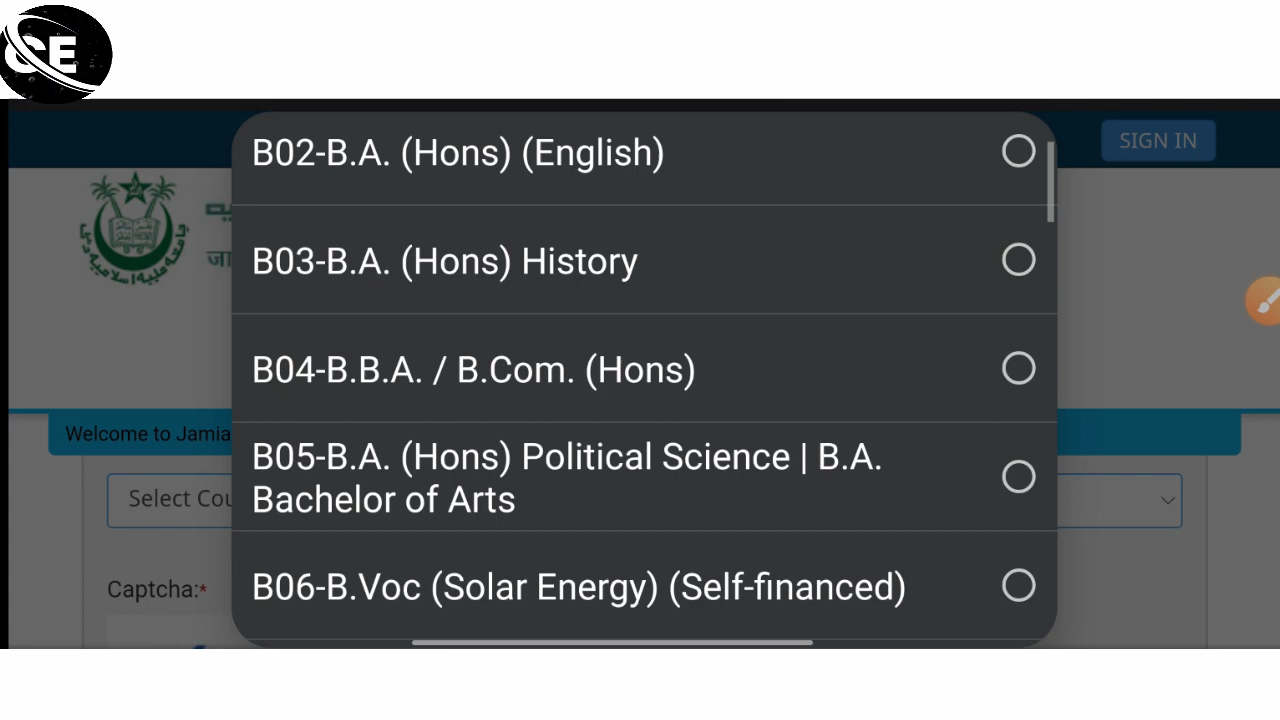 CE
SIGN IN
B02-B.A. (Hons) (English)
B03-B.A. (Hons) History
B04-B.B.A. / B.Com. (Hons)
Welcome to Jamia
B05-B.A. (Hons) Political Science | B.A.
Bachelor of Arts
Select Cou
B06-B.Voc (Solar Energy) (Self-financed)
Captcha:*